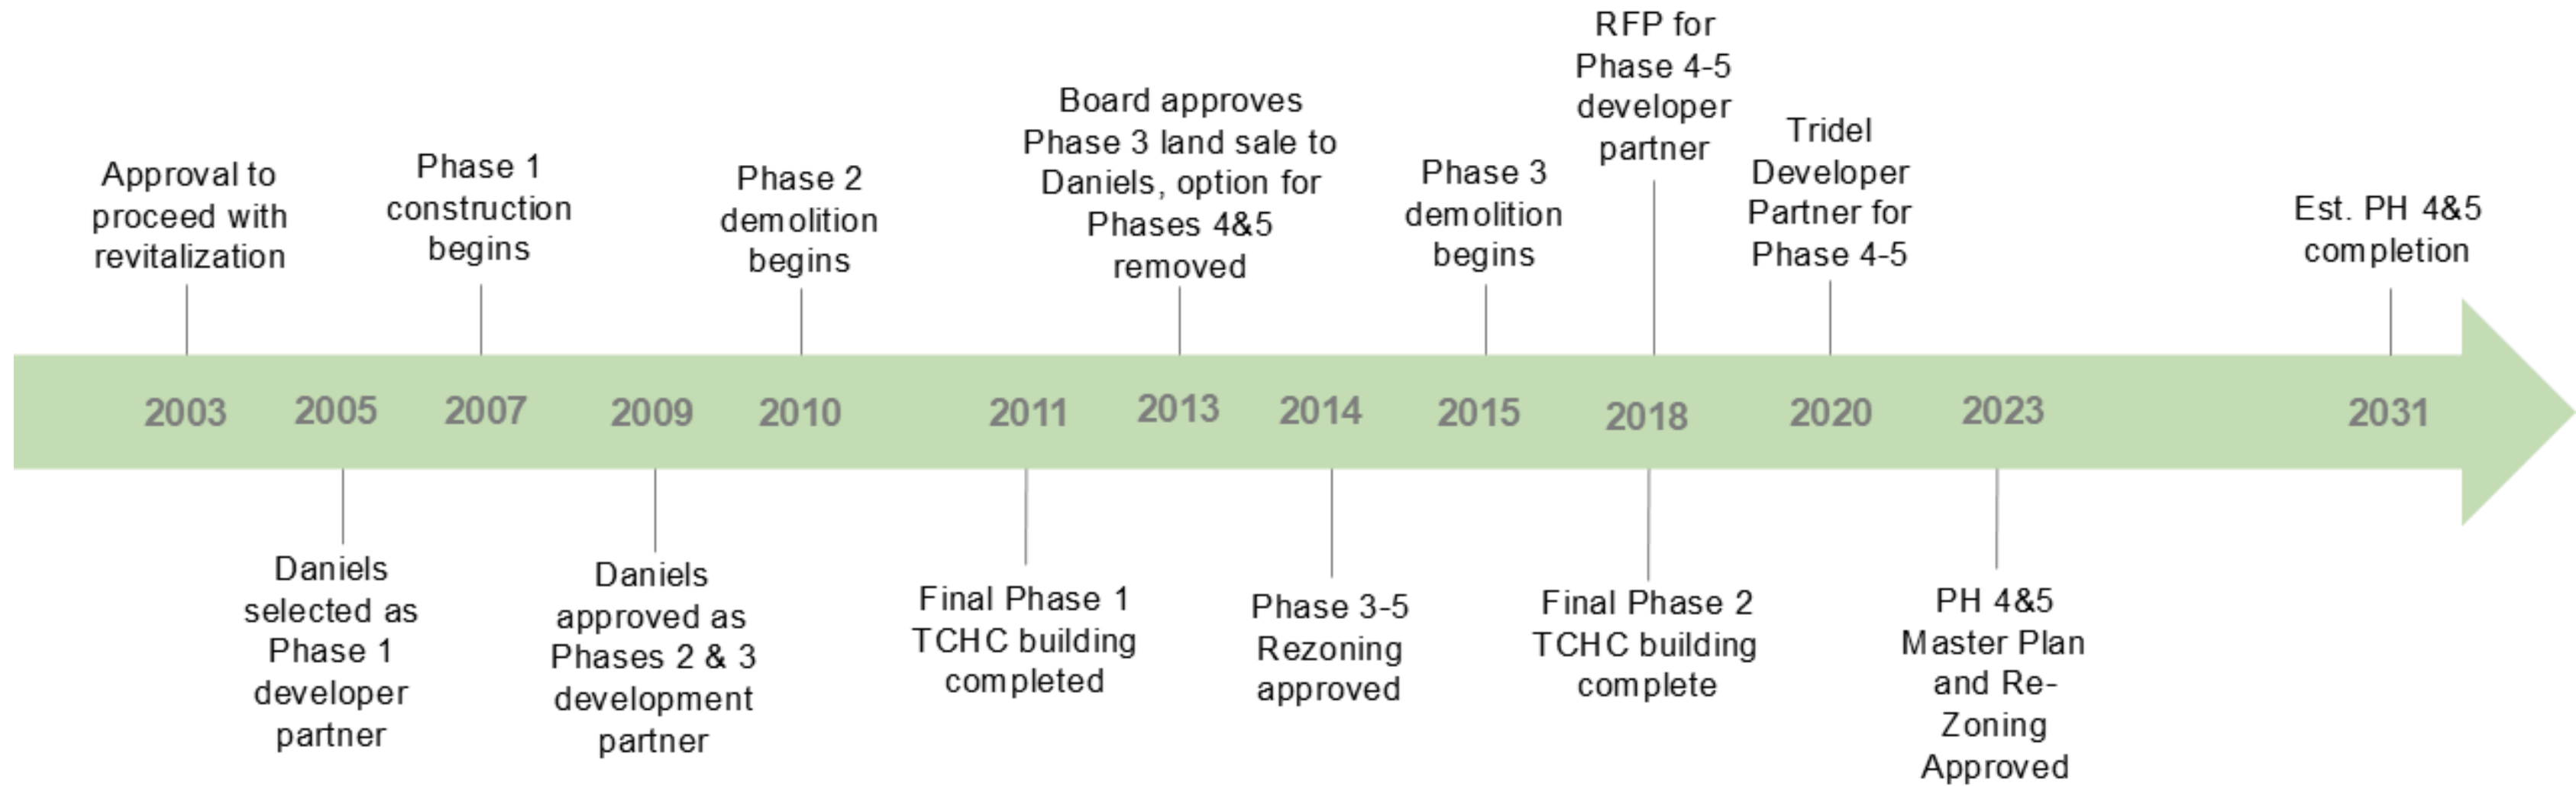 Approval to
proceed with
revitalization
Phase 1
construction
begins
Phase 2
demolition
begins
Board approves
Phase 3 land sale to
Daniels, option for
Phases 4&5
removed
Phase 3
demolition
begins
RFP for
Phase 4-5
developer
partner
Tridel
Developer
Partner for
Phase 4-5
Est. PH 4&5
completion
2003
2005
2007
2009
2010
2011
2013
2014
2015
2018
2020
2023
2031
Daniels
selected as
Phase 1
developer
partner
Daniels
approved as
Phases 2 & 3
development
partner
Final Phase 1
TCHC building
completed
Phase 3-5
Rezoning
approved
Final Phase 2
TCHC building
complete
PH 4&5
Master Plan
and Re-
Zoning
Approved